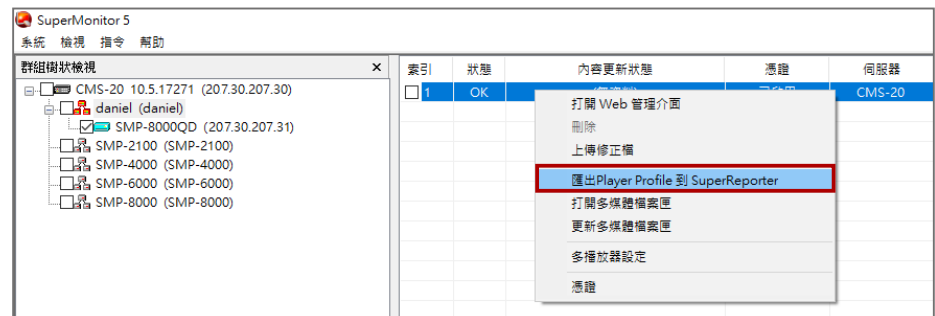 SuperMonitor 5
系統 檢視 指令 幫助
群組樹狀檢視 ×
CMS-20 10.5.17271 (207.30.207.30)
daniel (daniel)
SMP-8000QD (207.30.207.31)
SMP-2100 (SMP-2100)
SMP-4000 (SMP-4000)
SMP-6000 (SMP-6000)
SMP-8000 (SMP-8000)
索引 狀態 內容更新狀態 憑證 伺服器
1 OK CMS-20
打開 Web 管理介面
刪除
上傳修正檔
匯出Player Profile 到 SuperReporter
打開多媒體檔案匣
更新多媒體檔案匣
多播放器設定
憑證